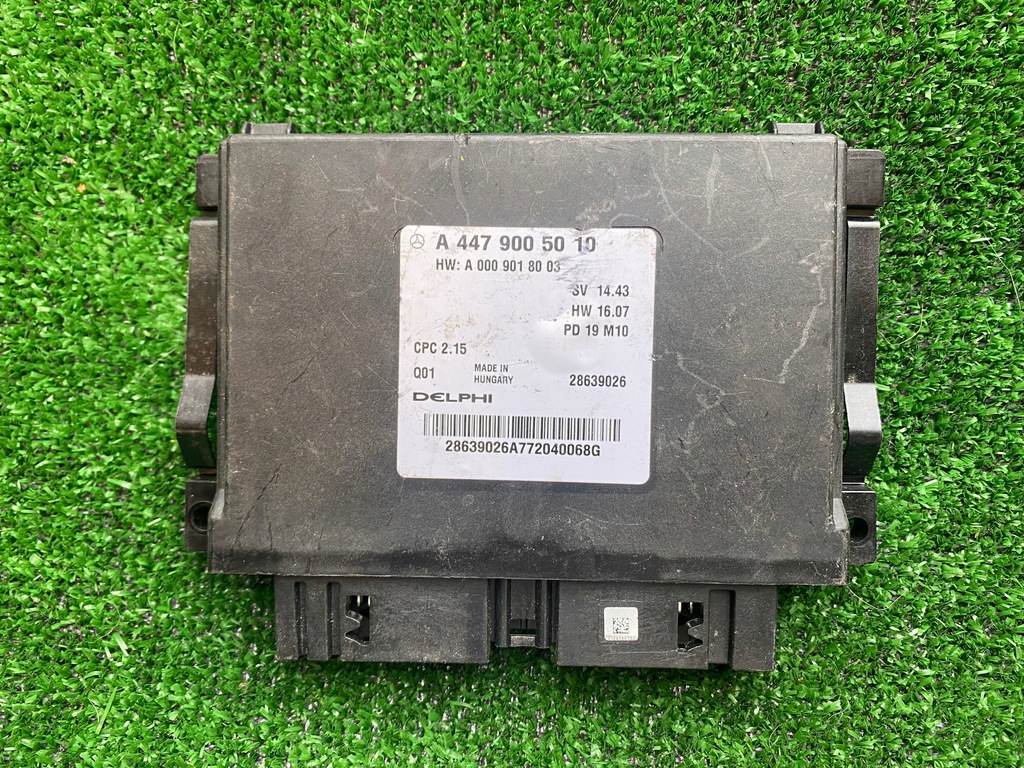 A 447 900 50 10
HW: A 000 901 80 03
SV 14.43
HW 16.07
PD 19 M10
CPC 2.15
Q01
MADE IN
HUNGARY
28639026
DELPHI
28639026A772040068G